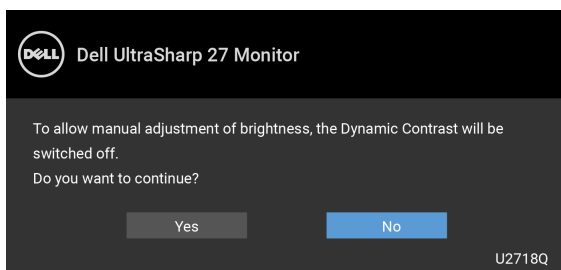 DELL
Dell UltraSharp 27 Monitor
To allow manual adjustment of brightness, the Dynamic Contrast will be
switched off.
Do you want to continue?
Yes No
U2718Q